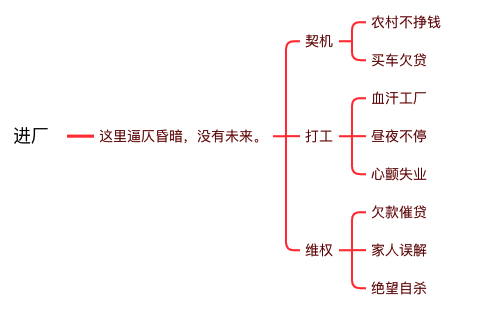 进厂
这里逼仄昏暗，没有未来。
契机
农村不挣钱
买车欠贷
打工
血汗工厂
昼夜不停
心颤失业
维权
欠款催贷
家人误解
绝望自杀